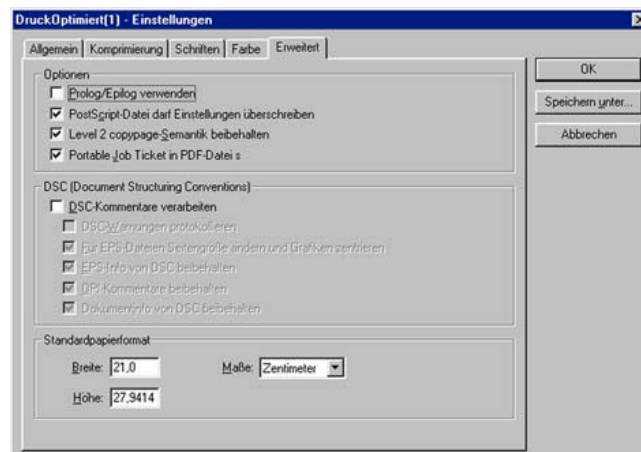 DruckOptimiert(1) - Einstellungen
Allgemein Komprimierung Schriften Farbe Erweitert
Optionen
Prolog/Epilog verwenden
PostScript-Datei darf Einstellungen überschreiben
Level 2 copypage-Semantik beibehalten
Portable Job Ticket in PDF-Datei s
DSC (Document Structuring Conventions)
DSC-Kommentare verarbeiten
DSC-Warnungen protokollieren
Für EPS-Dateien Seitengröße ändern und Grafiken zentrieren
EPS-Info von DSC beibehalten
OPI-Kommentare beibehalten
Dokumentinfo von DSC beibehalten
Standardpapierformat
Breite: 21,0 Maße: Zentimeter
Höhe: 27,9414
OK
Speichern unter...
Abbrechen